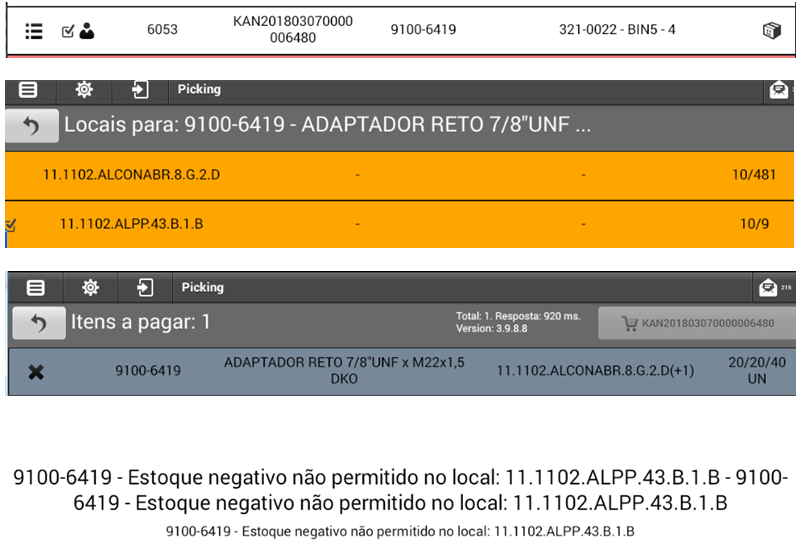 6053
KAN201803070000
006480
9100-6419
321-0022 - BIN5 - 4
Picking
Locais para: 9100-6419 - ADAPTADOR RETO 7/8"UNF ...
11.1102.ALCONABR.8.G.2.D - - 10/481
11.1102.ALPP.43.B.1.B - - 10/9
Picking
216
Itens a pagar: 1
Total: 1. Resposta: 920 ms.
Version: 3.9.8.8
KAN201803070000006480
9100-6419
ADAPTADOR RETO 7/8"UNF x M22x1,5
DKO
11.1102.ALCONABR.8.G.2.D(+1)
20/20/40
UN
9100-6419 - Estoque negativo não permitido no local: 11.1102.ALPP.43.B.1.B - 9100-
6419 - Estoque negativo não permitido no local: 11.1102.ALPP.43.B.1.B
9100-6419 - Estoque negativo não permitido no local: 11.1102.ALPP.43.B.1.B